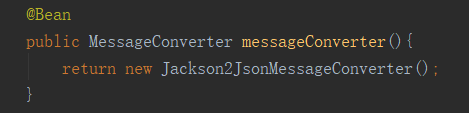 @Bean
public MessageConverter messageConverter(){
    return new Jackson2JsonMessageConverter();
}